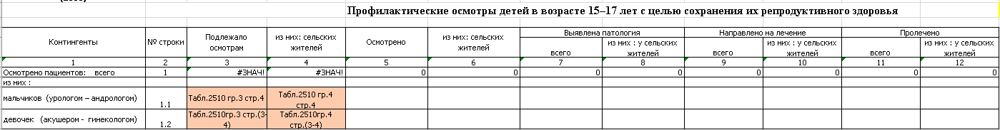 Профилактические осмотры детей в возрасте 15–17 лет с целью сохранения их репродуктивного здоровья
Контингенты
№ строки
Подлежало
осмотрам
из них: сельских
жителей
Осмотрено
из них: сельских
жителей
Выявлена патология
Направлено на лечение
Пролечено
всего
из них : у сельских
жителей
всего
из них : у сельских
жителей
всего
из них : у сельских
жителей
1 2 3 4 5 6 7 8 9 10 11 12
Осмотрено пациентов: всего 1 #ЗНАЧ! #ЗНАЧ! 0 0 0 0 0 0 0 0
из них :
мальчиков (урологом – андрологом)
1.1
Табл.2510 гр.3 стр.4
Табл.2510 гр.4
стр.4
девочек (акушером - гинекологом)
1.2
Табл.2510гр.3 стр.(3-
4)
Табл.2510гр.4
стр.(3-4)